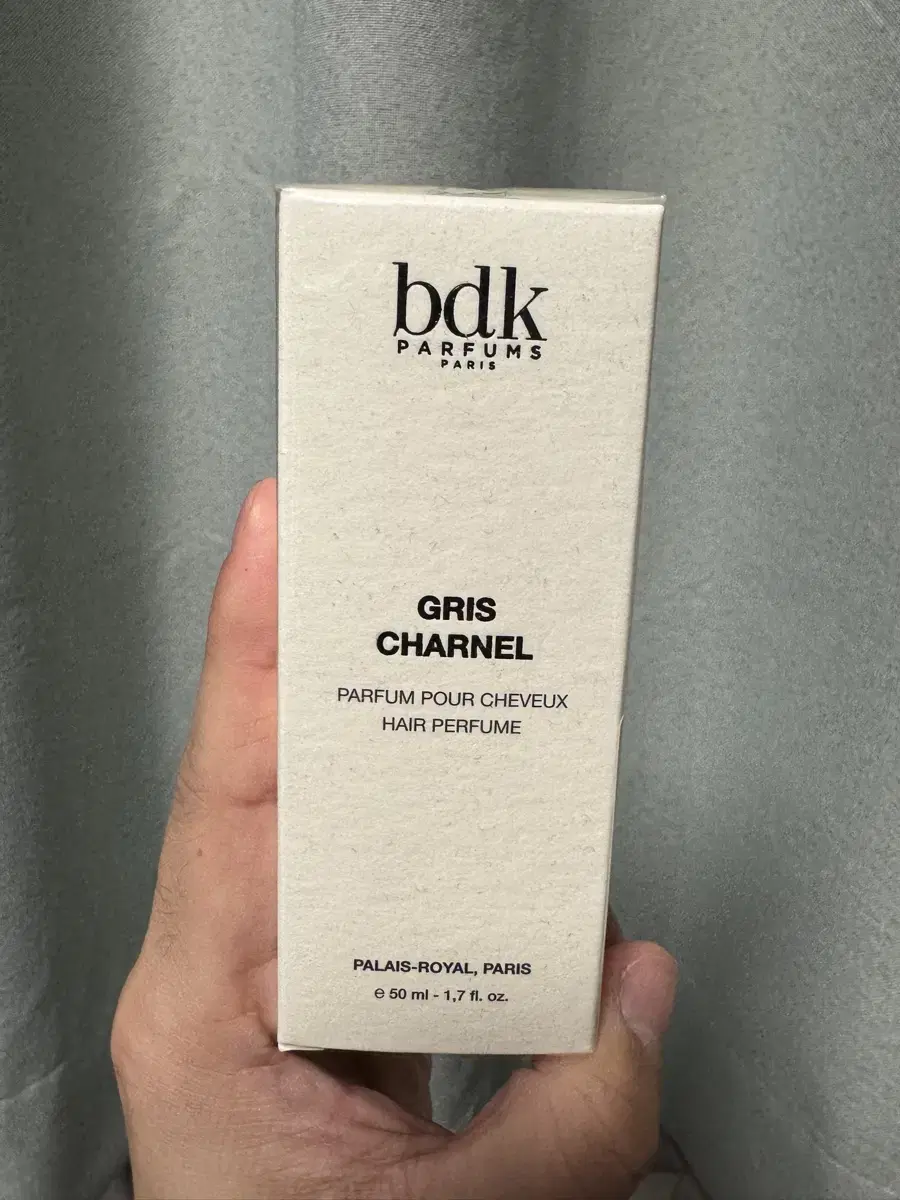 bdk
PARFUMS
PARIS
GRIS
CHARNEL
PARFUM POUR CHEVEUX
HAIR PERFUME
PALAIS-ROYAL, PARIS
℮ 50 ml - 1,7 fl. oz.